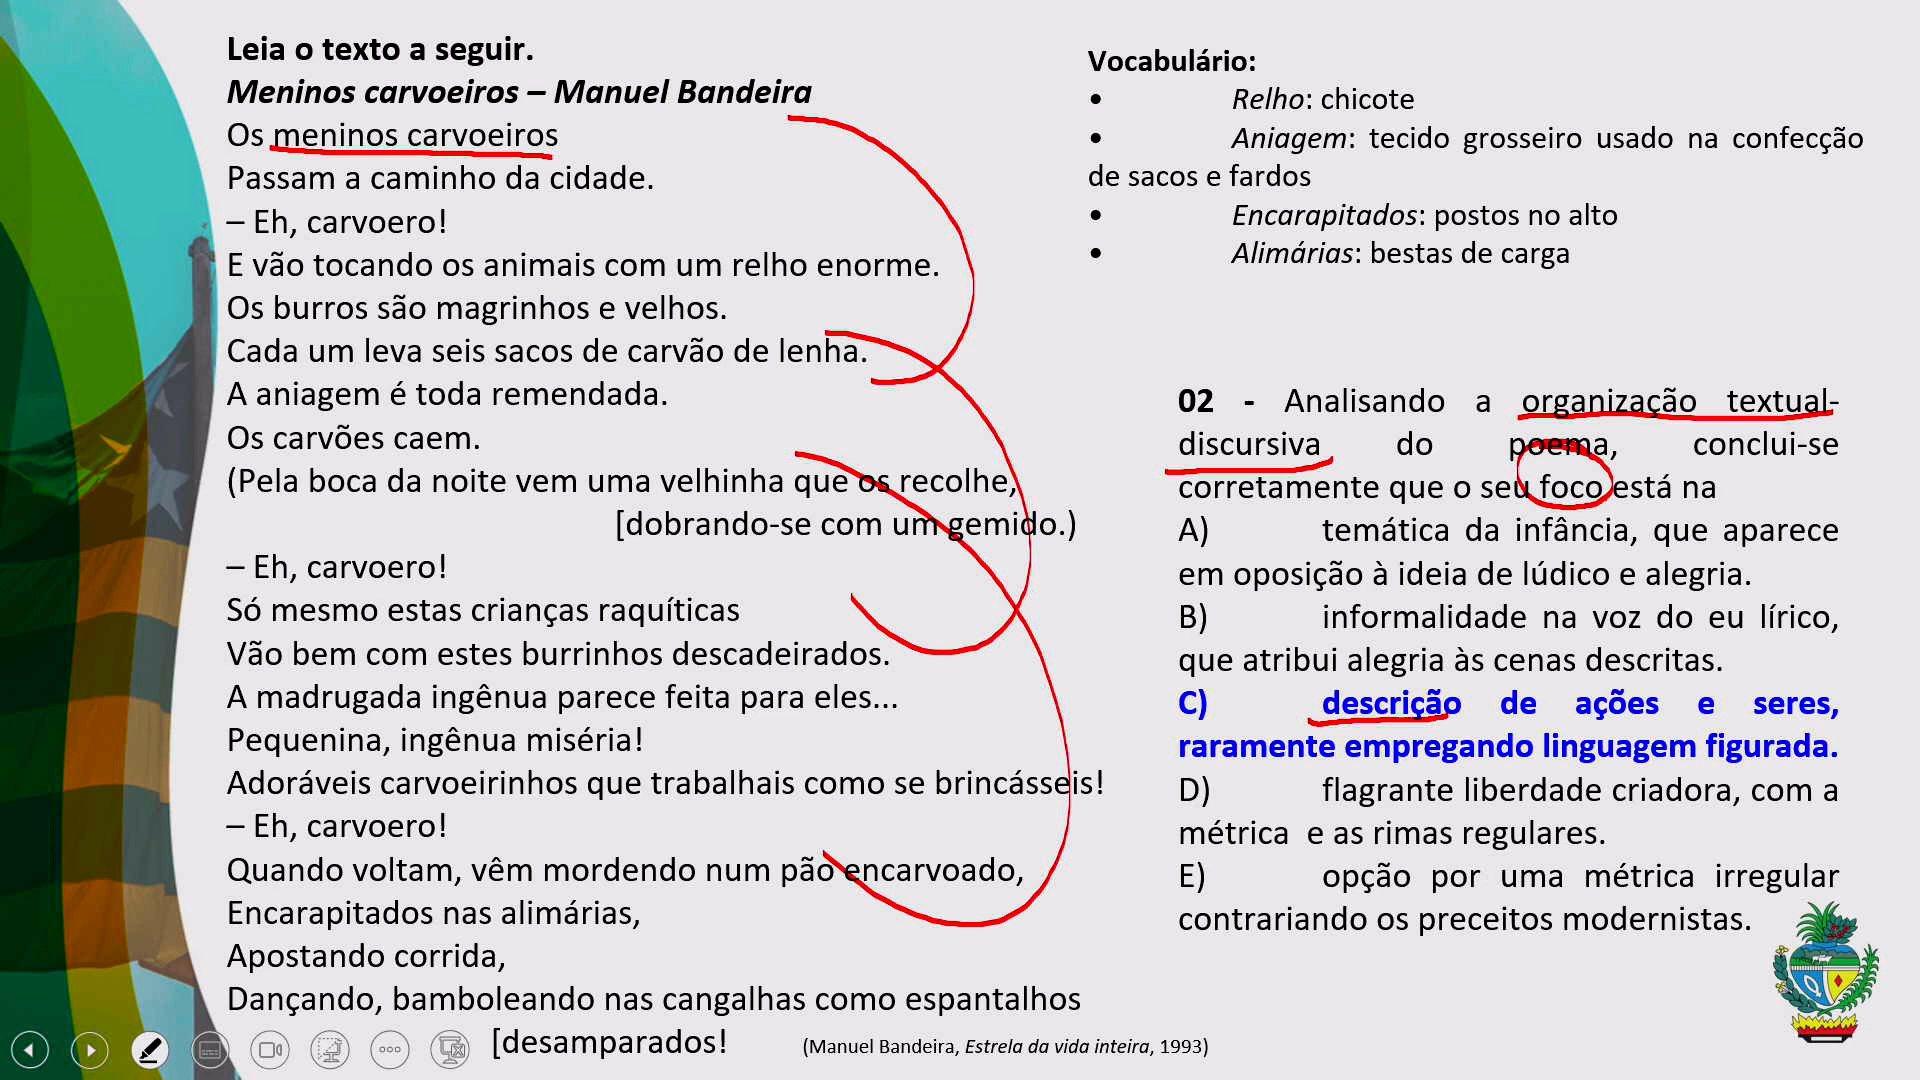 Leia o texto a seguir.
Meninos carvoeiros – Manuel Bandeira
Os meninos carvoeiros
Passam a caminho da cidade.
– Eh, carvoero!
E vão tocando os animais com um relho enorme.
Os burros são magrinhos e velhos.
Cada um leva seis sacos de carvão de lenha.
A aniagem é toda remendada.
Os carvões caem.
(Pela boca da noite vem uma velhinha que os recolhe,
[dobrando-se com um gemido.)
– Eh, carvoero!
Só mesmo estas crianças raquíticas
Vão bem com estes burrinhos descadeirados.
A madrugada ingênua parece feita para eles...
Pequenina, ingênua miséria!
Adoráveis carvoeirinhos que trabalhais como se brincásseis!
– Eh, carvoero!
Quando voltam, vêm mordendo num pão encarvoado,
Encarapitados nas alimárias,
Apostando corrida,
Dançando, bamboleando nas cangalhas como espantalhos
[desamparados!
(Manuel Bandeira, Estrela da vida inteira, 1993)
Vocabulário:
• Relho: chicote
• Aniagem: tecido grosseiro usado na confecção
de sacos e fardos
• Encarapitados: postos no alto
• Alimárias: bestas de carga
02 - Analisando a organização textual-
discursiva do poema, conclui-se
corretamente que o seu foco está na
A) temática da infância, que aparece
em oposição à ideia de lúdico e alegria.
B) informalidade na voz do eu lírico,
que atribui alegria às cenas descritas.
C) descrição de ações e seres,
raramente empregando linguagem figurada.
D) flagrante liberdade criadora, com a
métrica e as rimas regulares.
E) opção por uma métrica irregular
contrariando os preceitos modernistas.